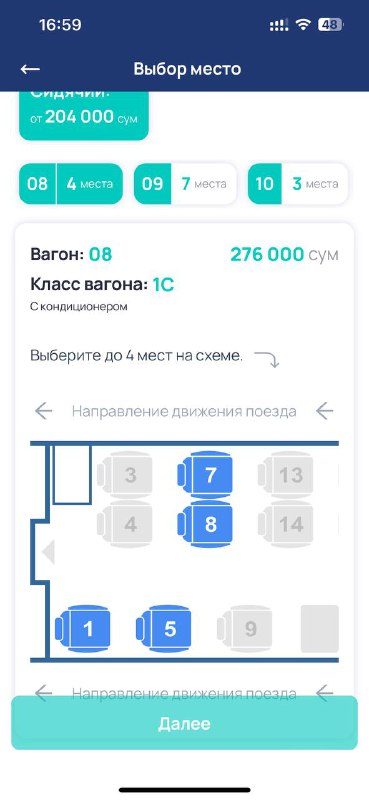 16:59
48
Выбор место
Сидячий:
от 204 000 сум
08 4 места
09 7 места
10 3 места
Вагон: 08 276 000 сум
Класс вагона: 1С
С кондиционером
Выберите до 4 мест на схеме.
Направление движения поезда
3 7 13
4 8 14
1 5 9
Направление движения поезда
Далее